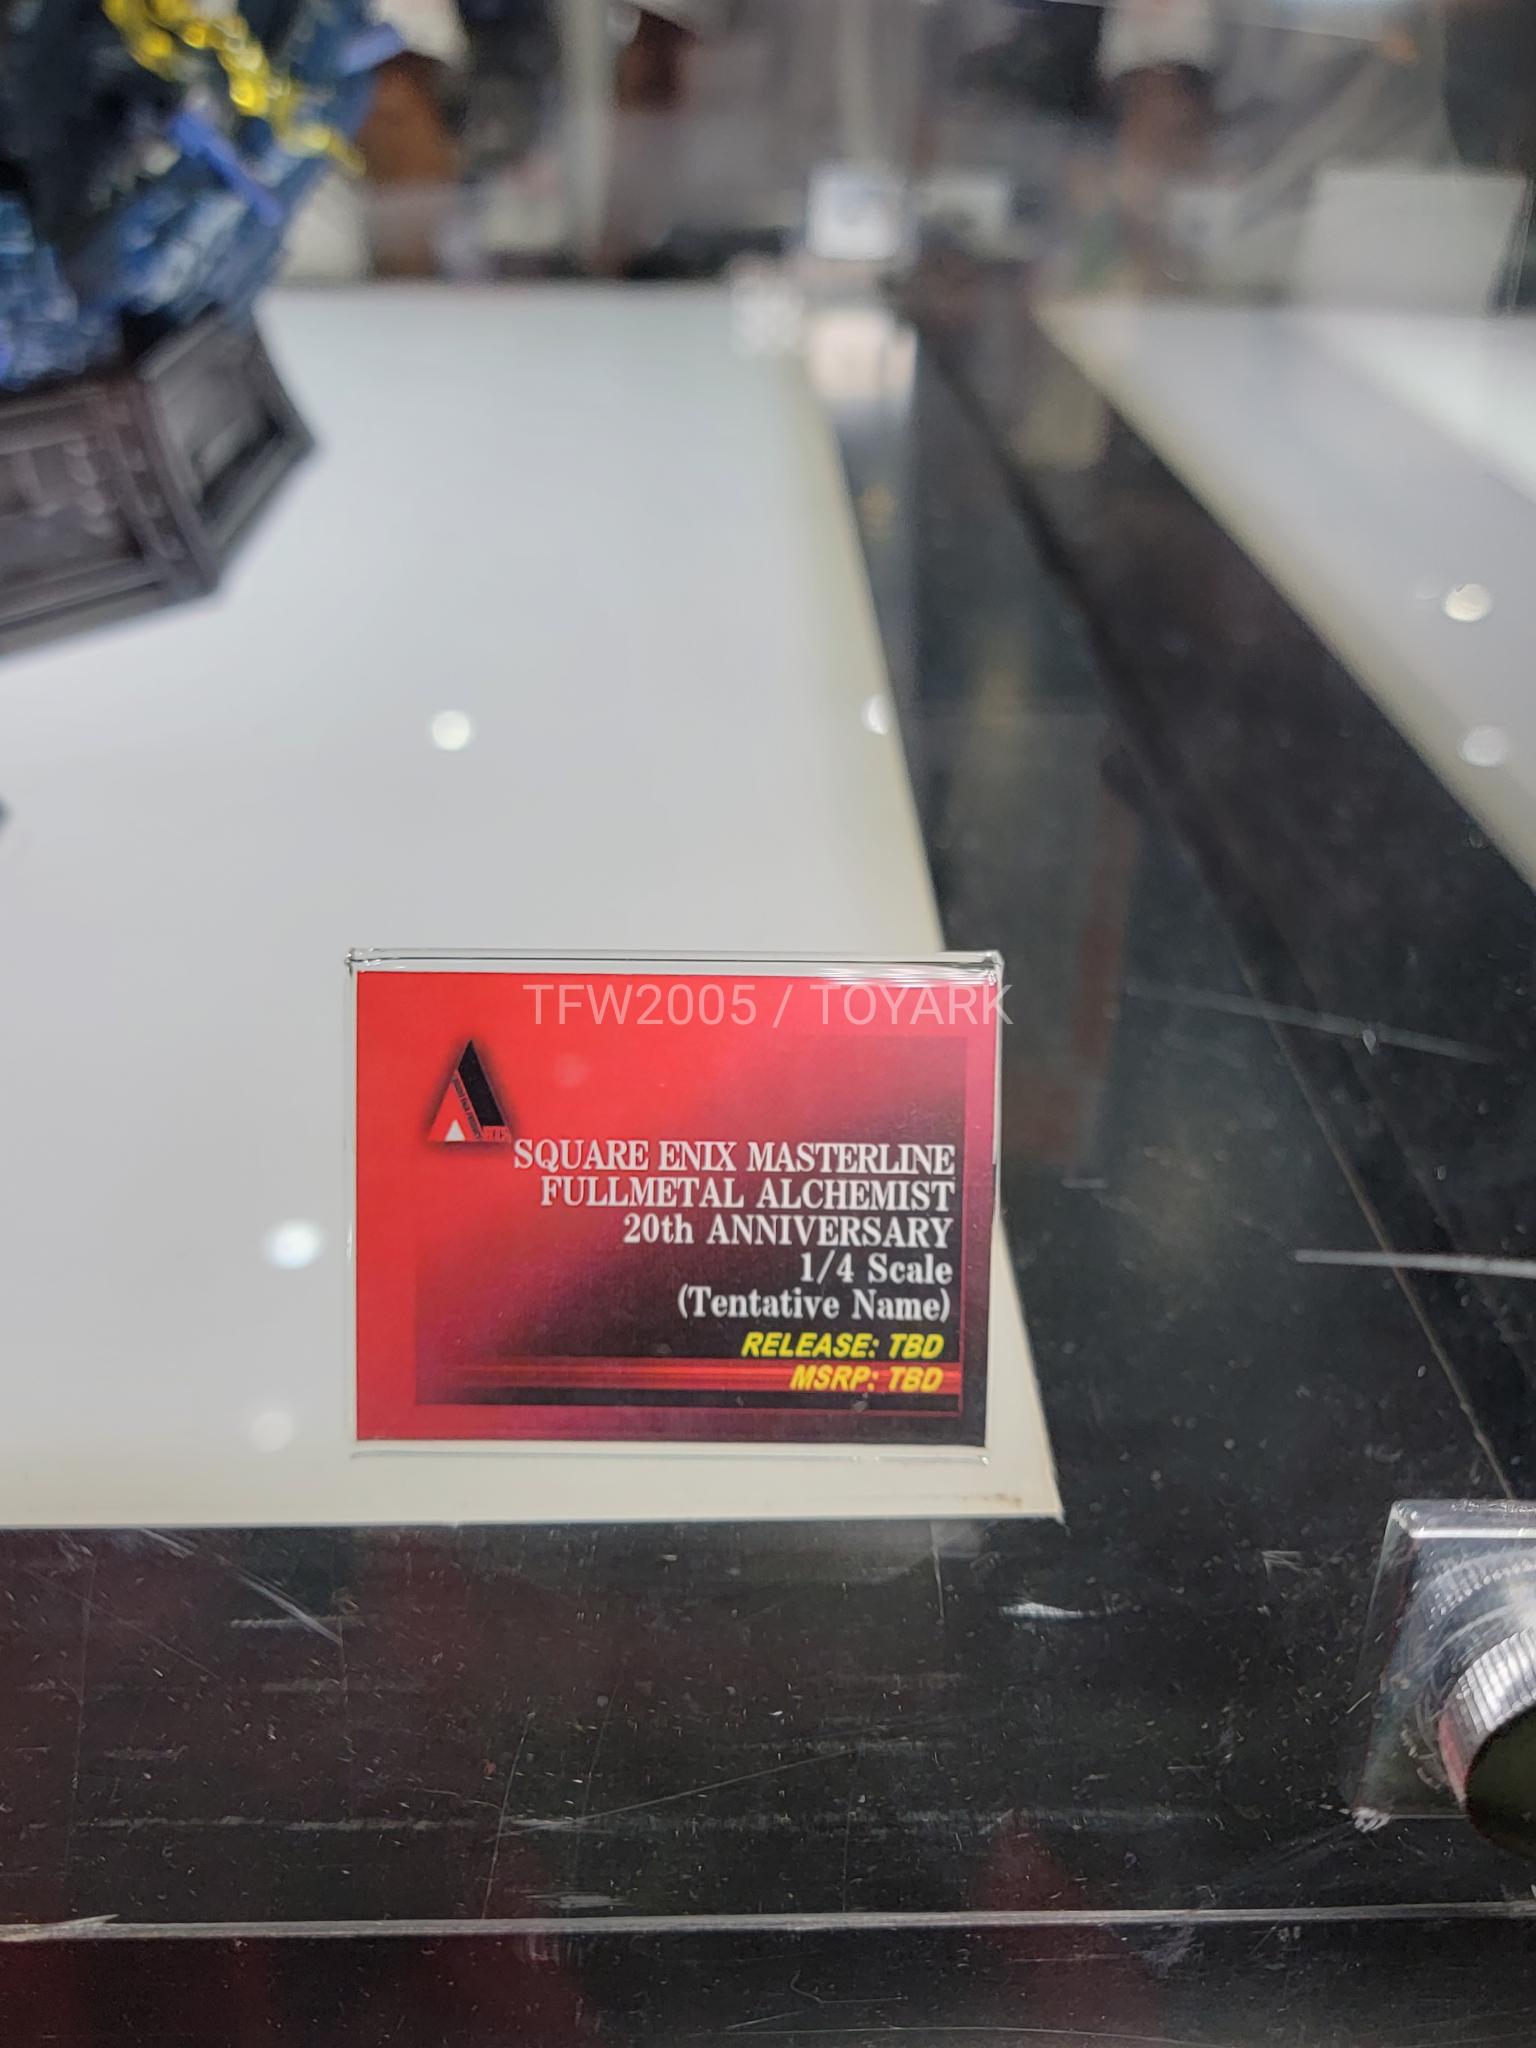 TFW2005 / TOYARK
SQUARE ENIX MASTERLINE
FULLMETAL ALCHEMIST
20th ANNIVERSARY
1/4 Scale
(Tentative Name)
RELEASE: TBD
MSRP: TBD